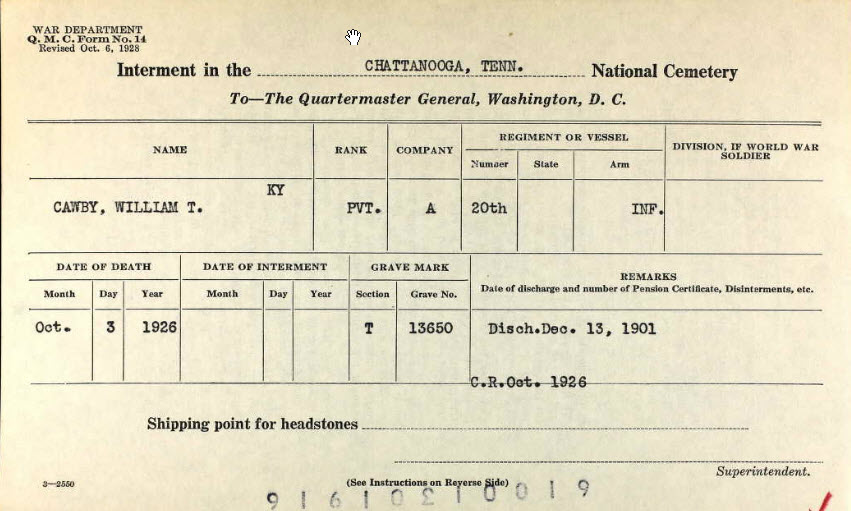 WAR DEPARTMENT
Q. M. C. Form No. 14
Revised Oct. 6, 1928
Interment in the CHATTANOOGA, TENN. National Cemetery
To—The Quartermaster General, Washington, D. C.
NAME RANK COMPANY REGIMENT OR VESSEL DIVISION, IF WORLD WAR SOLDIER
Number State Arm
KY
CAWBY, WILLIAM T. PVT. A 20th INF.
DATE OF DEATH DATE OF INTERMENT GRAVE MARK REMARKS
Date of discharge and number of Pension Certificate, Disinterments, etc.
Month Day Year Month Day Year Section Grave No.
Oct. 3 1926 T 13650 Disch.Dec. 13, 1901
C.R.Oct. 1926
Shipping point for headstones
Superintendent.
3—2550
(See Instructions on Reverse Side)